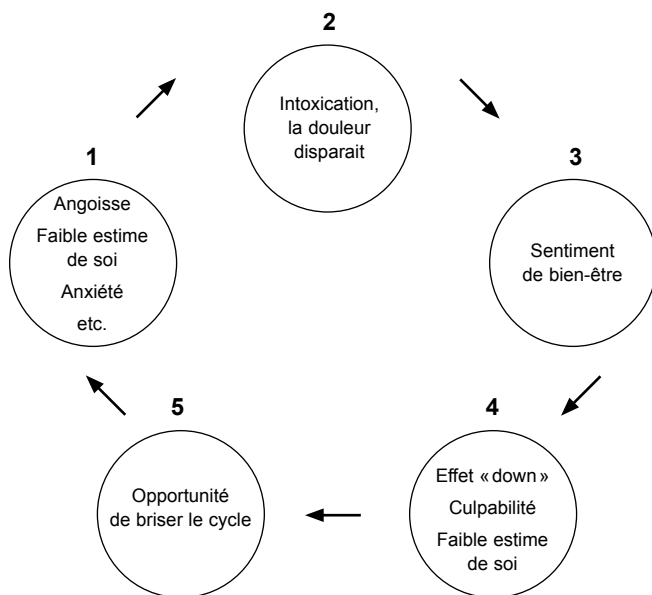 1
Angoisse
Faible estime
de soi
Anxiété
etc.
2
Intoxication,
la douleur
disparait
3
Sentiment
de bien-être
4
Effet « down »
Culpabilité
Faible estime
de soi
5
Opportunité
de briser le cycle